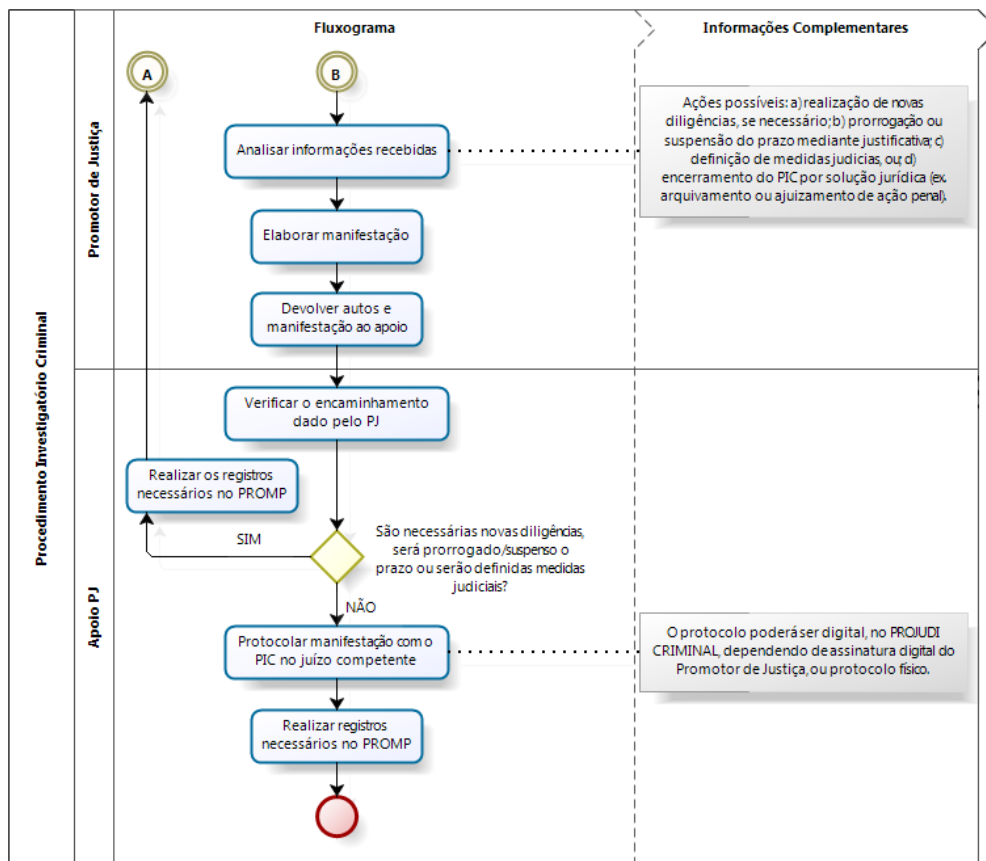 Fluxograma
Informações Complementares
Procedimento Investigatório Criminal
Promotor de Justiça
A
B
Analisar informações recebidas
Ações possíveis: a) realização de novas
diligências, se necessário; b) prorrogação ou
suspensão do prazo mediante justificativa; c)
definição de medidas judicias, ou; d)
encerramento do PIC por solução jurídica (ex.
arquivamento ou ajuizamento de ação penal).
Elaborar manifestação
Devolver autos e
manifestação ao apoio
Apoio PJ
Verificar o encaminhamento
dado pelo PJ
Realizar os registros
necessários no PROMP
SIM
São necessárias novas diligências,
será prorrogado/suspenso o
prazo ou serão definidas medidas
judiciais?
NÃO
Protocolar manifestação com o
PIC no juízo competente
O protocolo poderá ser digital, no PROJUDI
CRIMINAL, dependendo de assinatura digital do
Promotor de Justiça, ou protocolo físico.
Realizar registros
necessários no PROMP